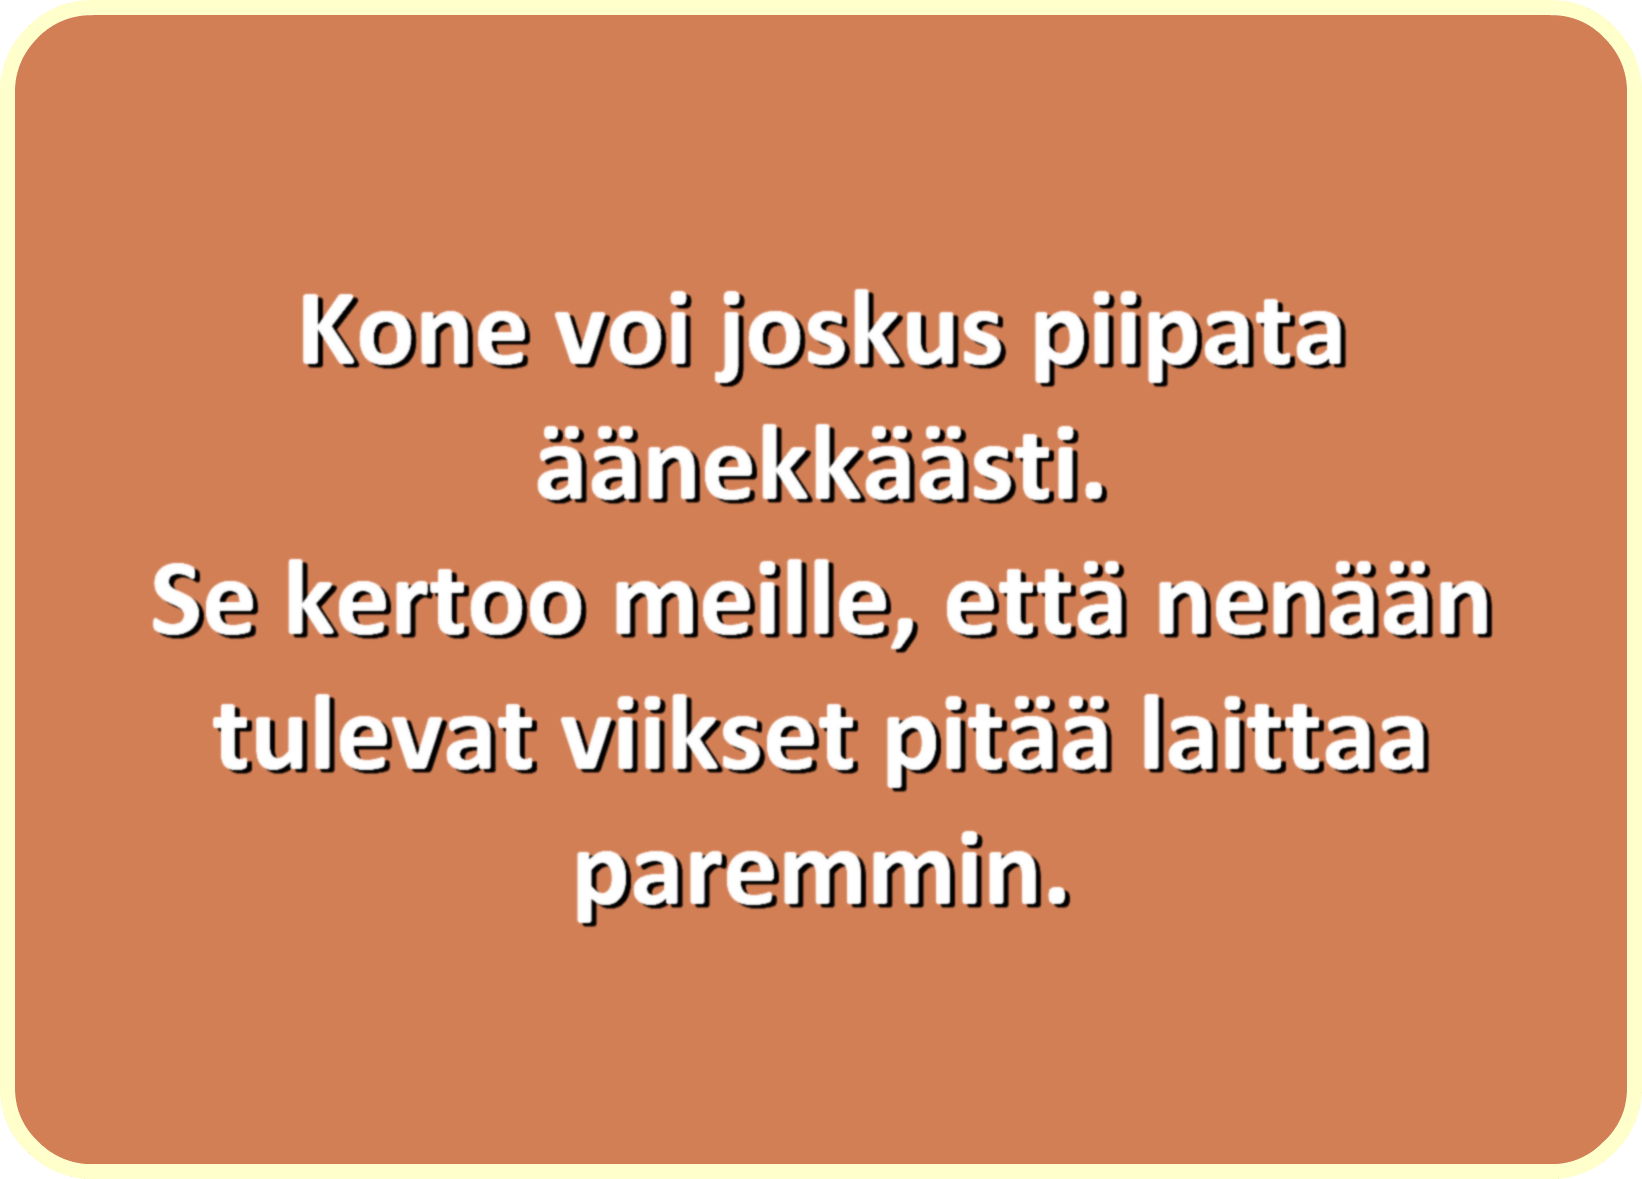 Kone voi joskus piipata
äänekkäästi.
Se kertoo meille, että nenään
tulevat viikset pitää laittaa
paremmin.